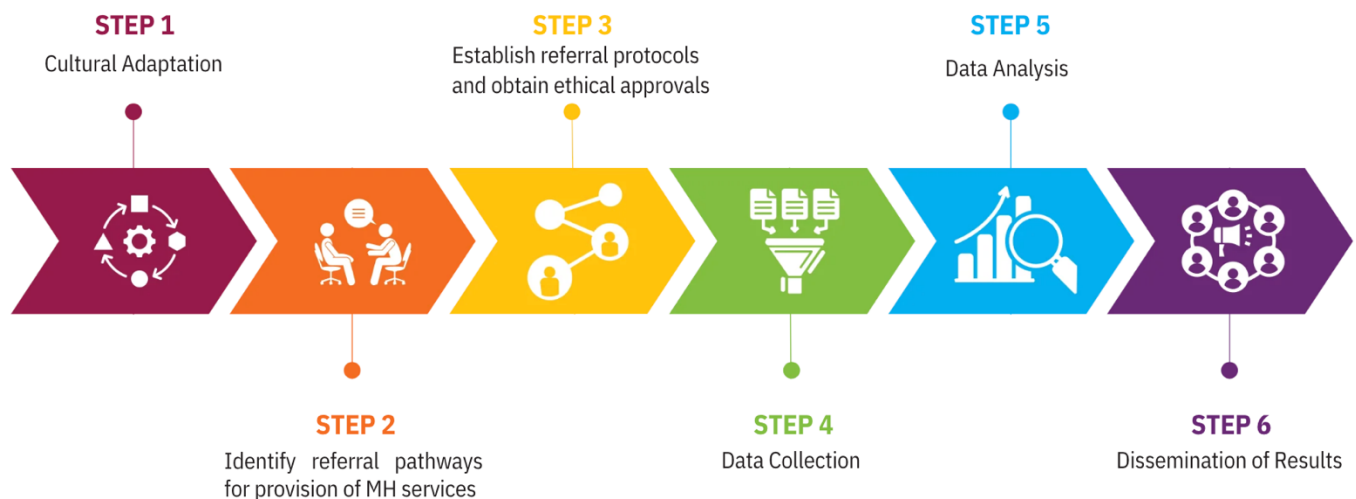 STEP 1
Cultural Adaptation
STEP 2
Identify referral pathways
for provision of MH services
STEP 3
Establish referral protocols
and obtain ethical approvals
STEP 4
Data Collection
STEP 5
Data Analysis
STEP 6
Dissemination of Results